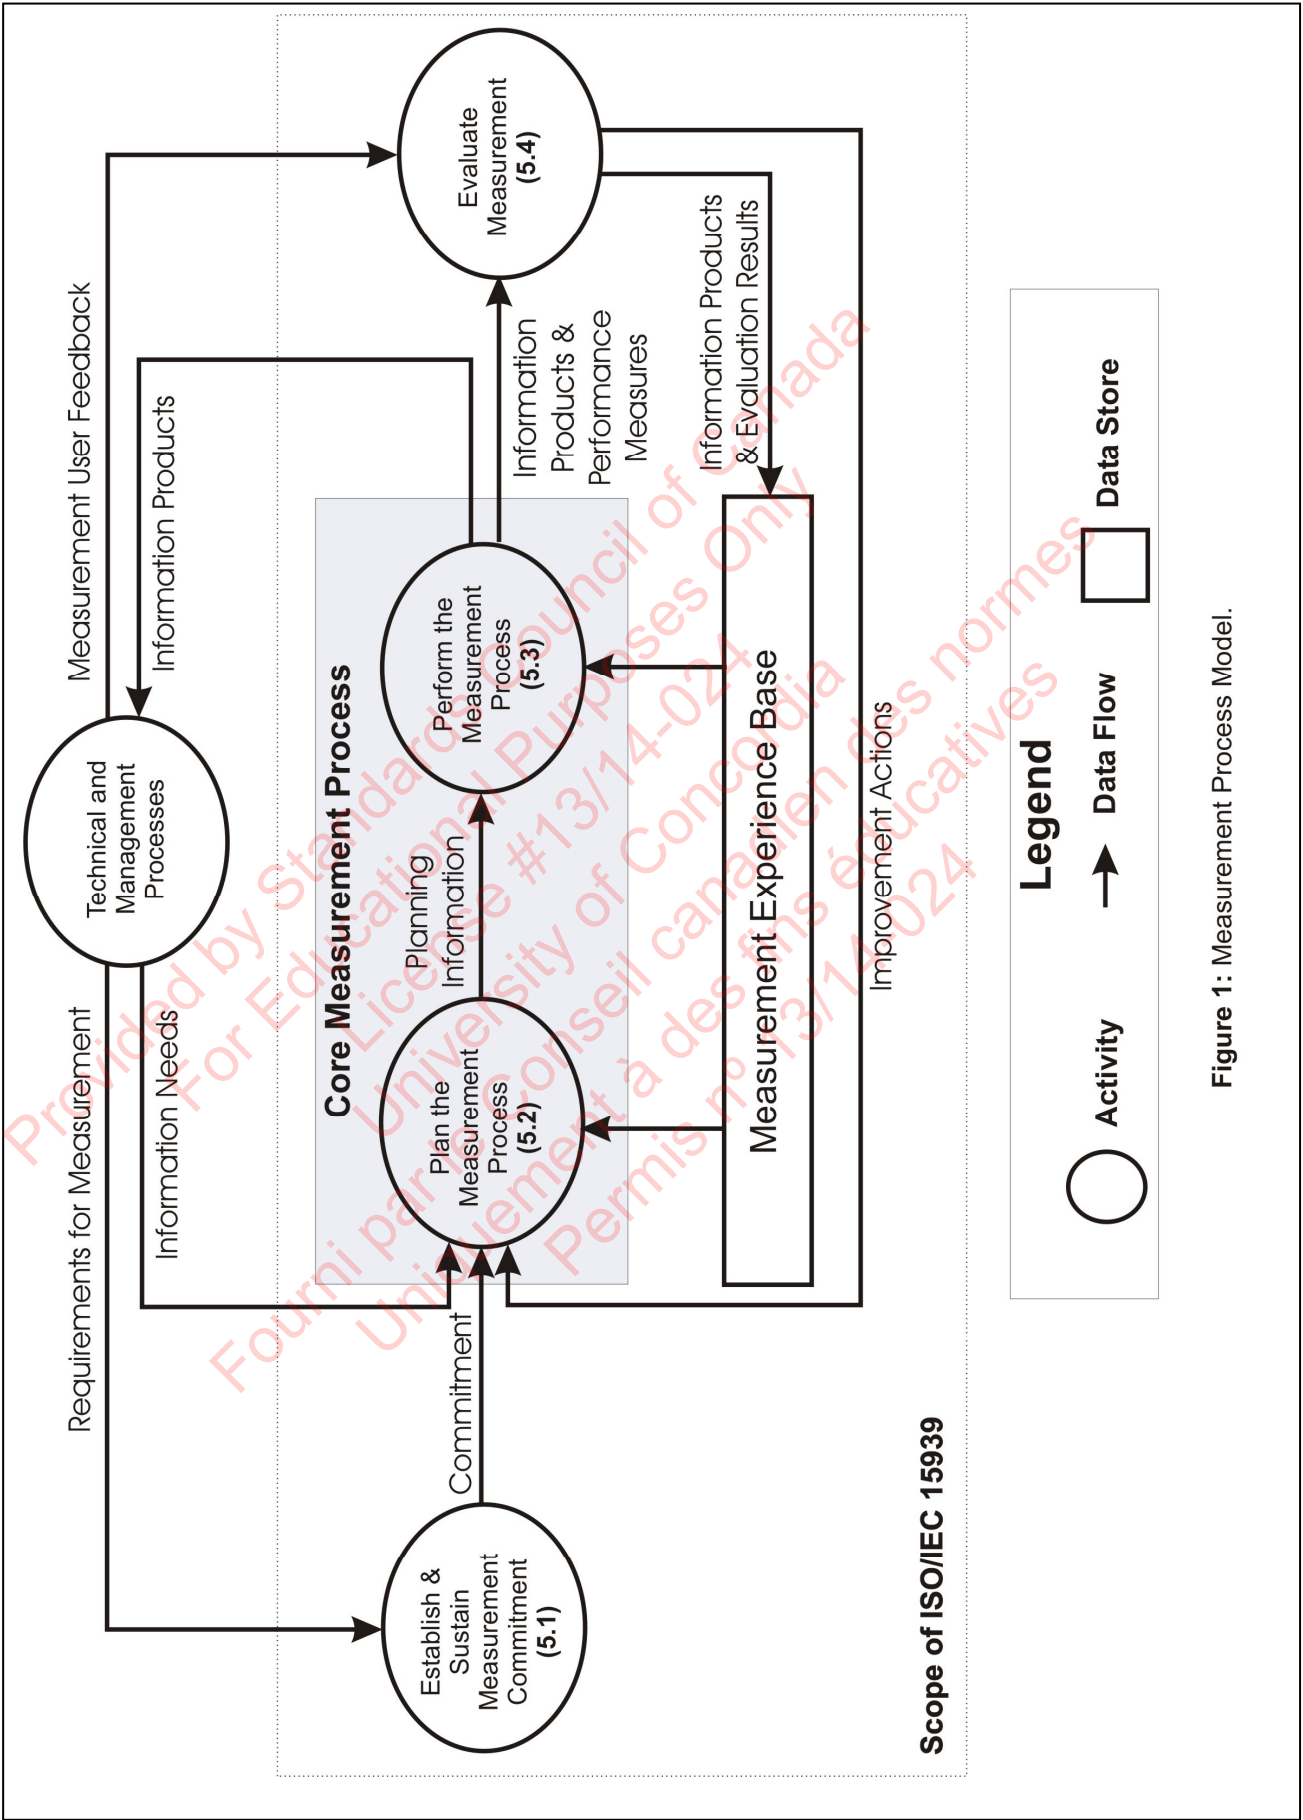 Technical and
Management
Processes
Requirements for Measurement
Measurement User Feedback
Information Needs
Information Products
Core Measurement Process
Establish &
Sustain
Measurement
Commitment
(5.1)
Commitment
Plan the
Measurement
Process
(5.2)
Planning
Information
Perform the
Measurement
Process
(5.3)
Information
Products &
Performance
Measures
Evaluate
Measurement
(5.4)
Information Products
& Evaluation Results
Measurement Experience Base
Improvement Actions
Scope of ISO/IEC 15939
Legend
Activity
Data Flow
Data Store
Figure 1: Measurement Process Model.
Provided by Standards Council of Canada
For Educational Purposes Only
License #13/14-024
University of Concordia
Fourni par le Conseil canadien des normes
Uniquement à des fins éducatives
Permis nº 13/14-024